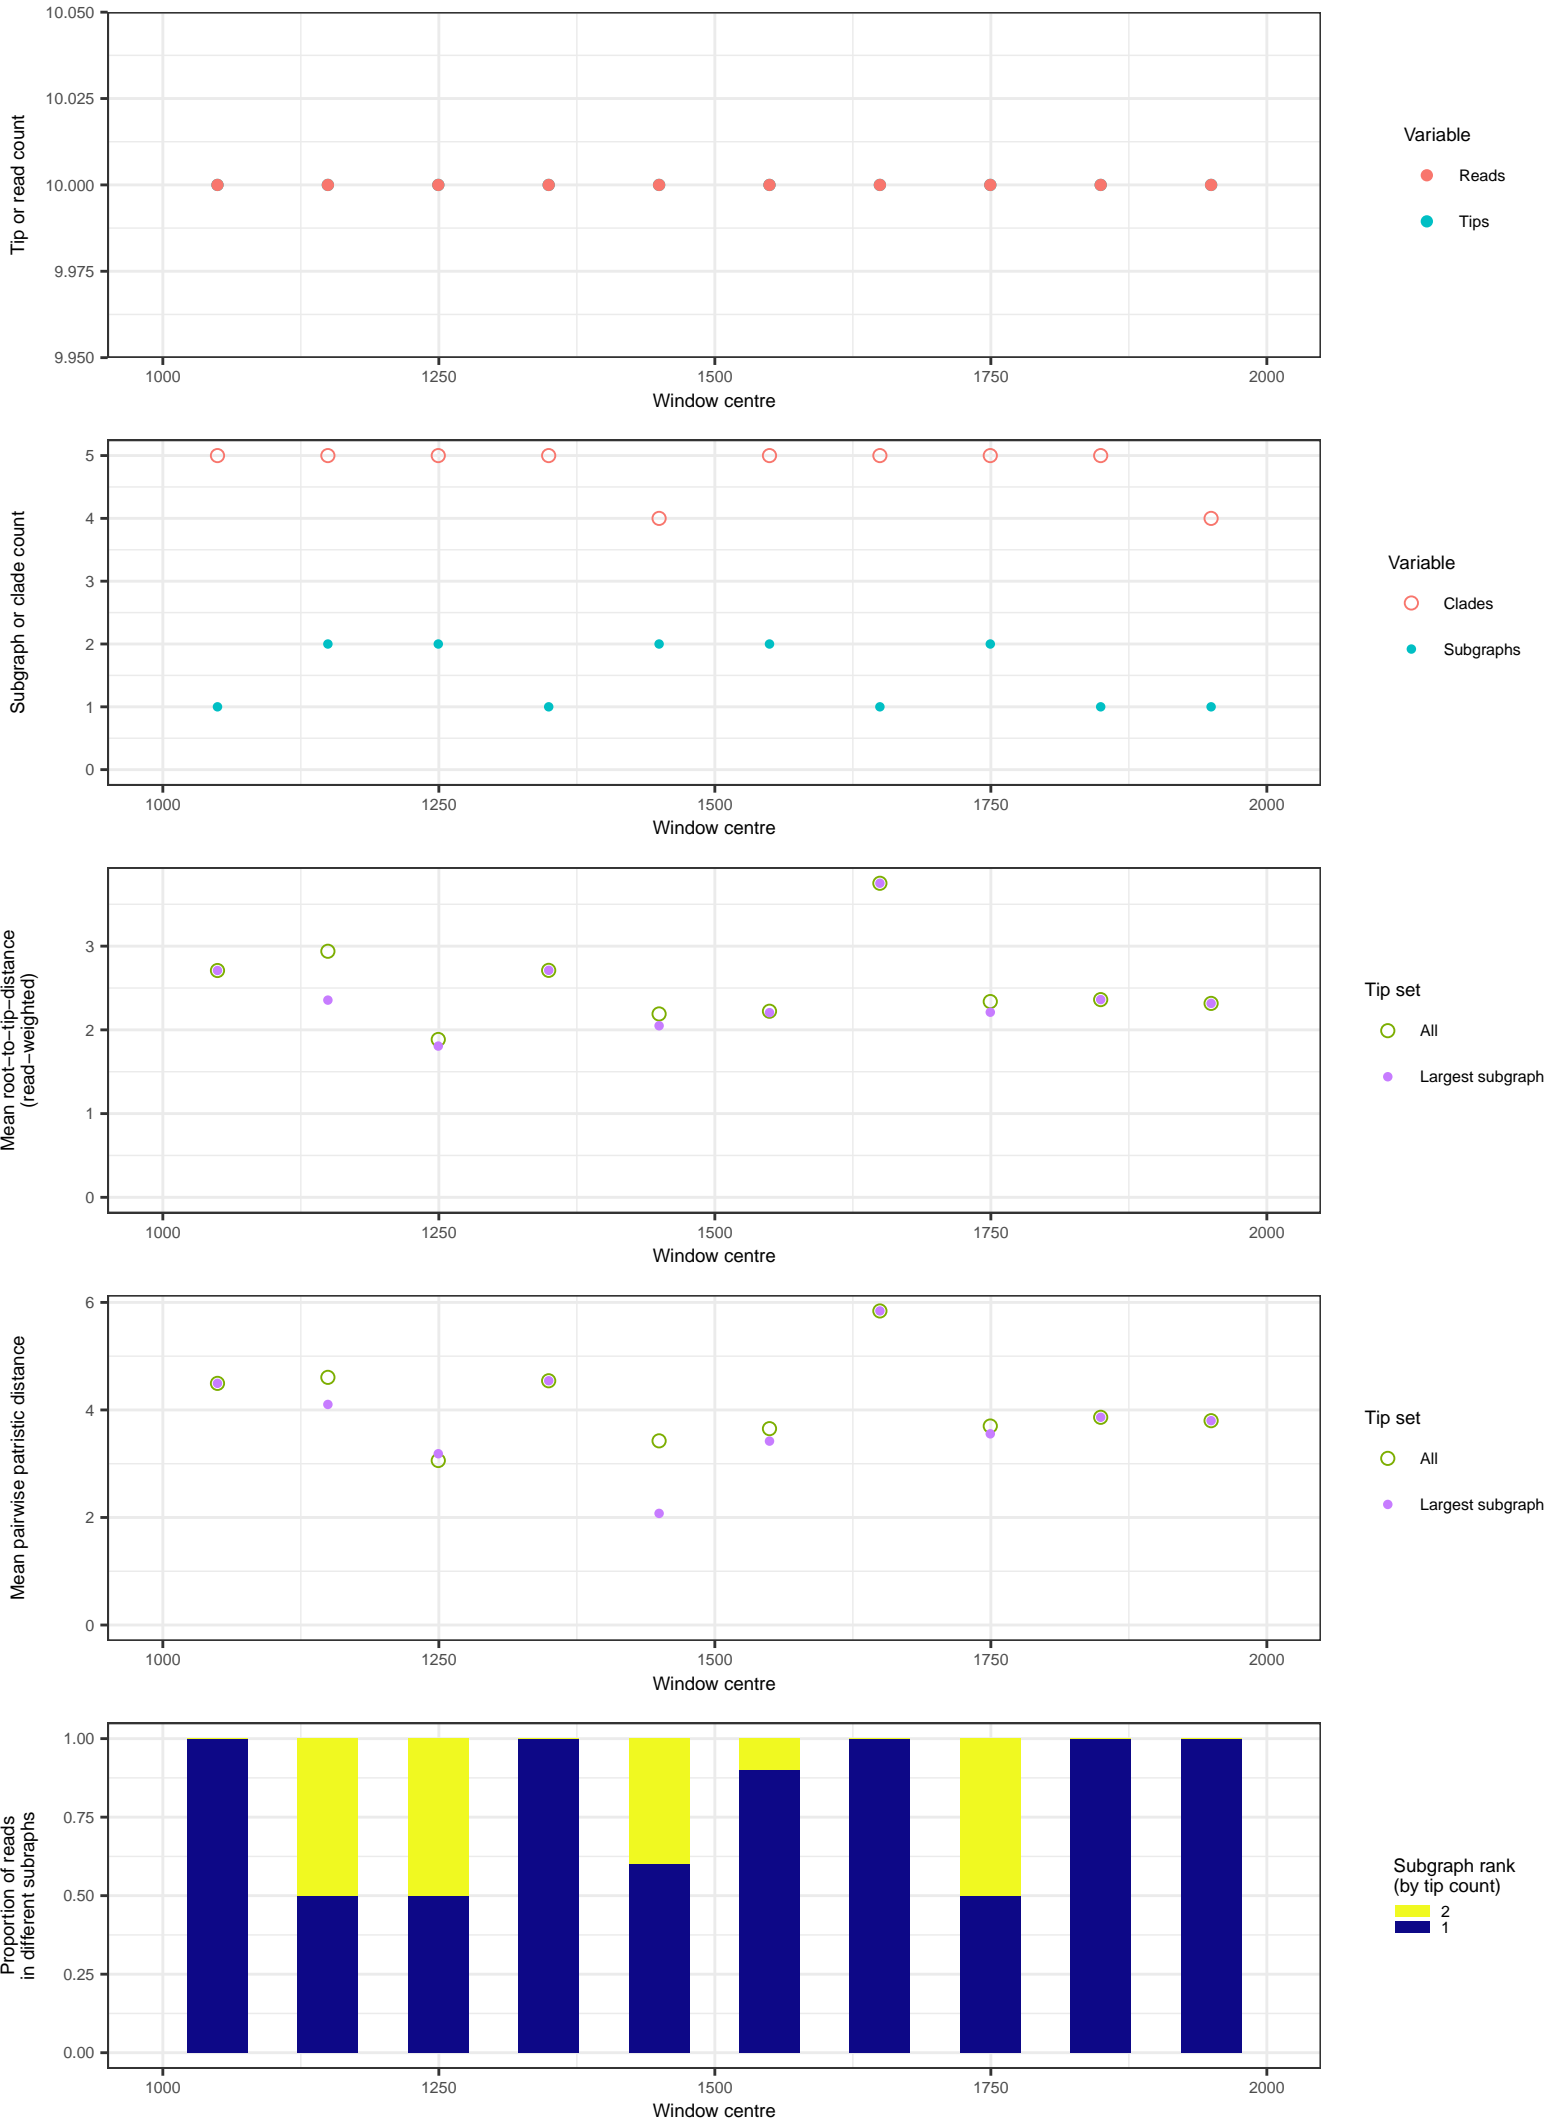 10.050
10.025
10.000
9.975
9.950
Tip or read count
1000 1250 1500 1750 2000
Window centre
Variable
Reads
Tips
5
4
3
2
1
0
Subgraph or clade count
1000 1250 1500 1750 2000
Window centre
Variable
Clades
Subgraphs
3
2
1
0
Mean root−to−tip−distance
(read−weighted)
1000 1250 1500 1750 2000
Window centre
Tip set
All
Largest subgraph
6
4
2
0
Mean pairwise patristic distance
1000 1250 1500 1750 2000
Window centre
Tip set
All
Largest subgraph
1.00
0.75
0.50
0.25
0.00
Proportion of reads
in different subraphs
1000 1250 1500 1750 2000
Window centre
Subgraph rank
(by tip count)
2
1